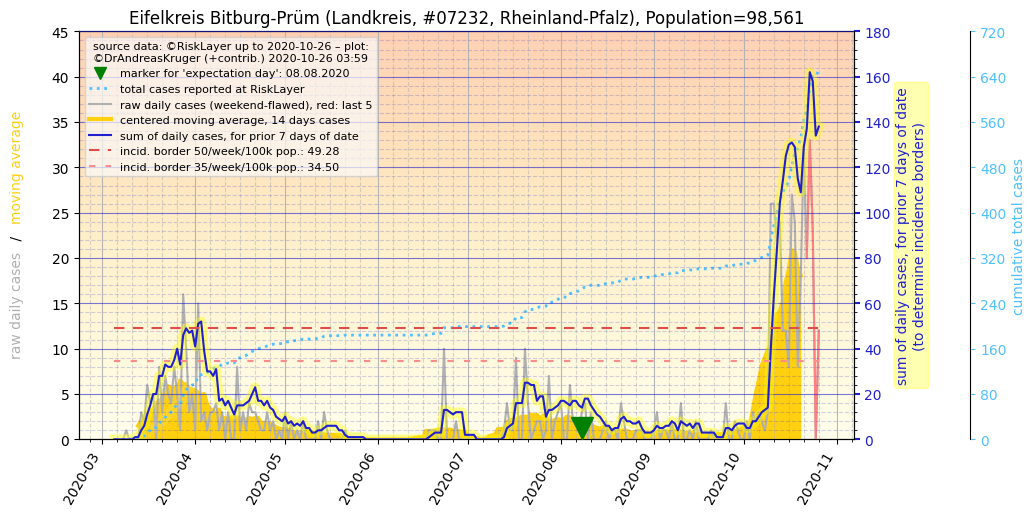 Eifelkreis Bitburg-Prüm (Landkreis, #07232, Rheinland-Pfalz), Population=98,561
source data: ©RiskLayer up to 2020-10-26 – plot:
©DrAndreasKruger (+contrib.) 2020-10-26 03:59
marker for 'expectation day': 08.08.2020
total cases reported at RiskLayer
raw daily cases (weekend-flawed), red: last 5
centered moving average, 14 days cases
sum of daily cases, for prior 7 days of date
incid. border 50/week/100k pop.: 49.28
incid. border 35/week/100k pop.: 34.50
raw daily cases / moving average
45
40
35
30
25
20
15
10
5
0
2020-03
2020-04
2020-05
2020-06
2020-07
2020-08
2020-09
2020-10
2020-11
180
160
140
120
100
80
60
40
20
0
sum of daily cases, for prior 7 days of date
(to determine incidence borders)
720
640
560
480
400
320
240
160
80
0
cumulative total cases